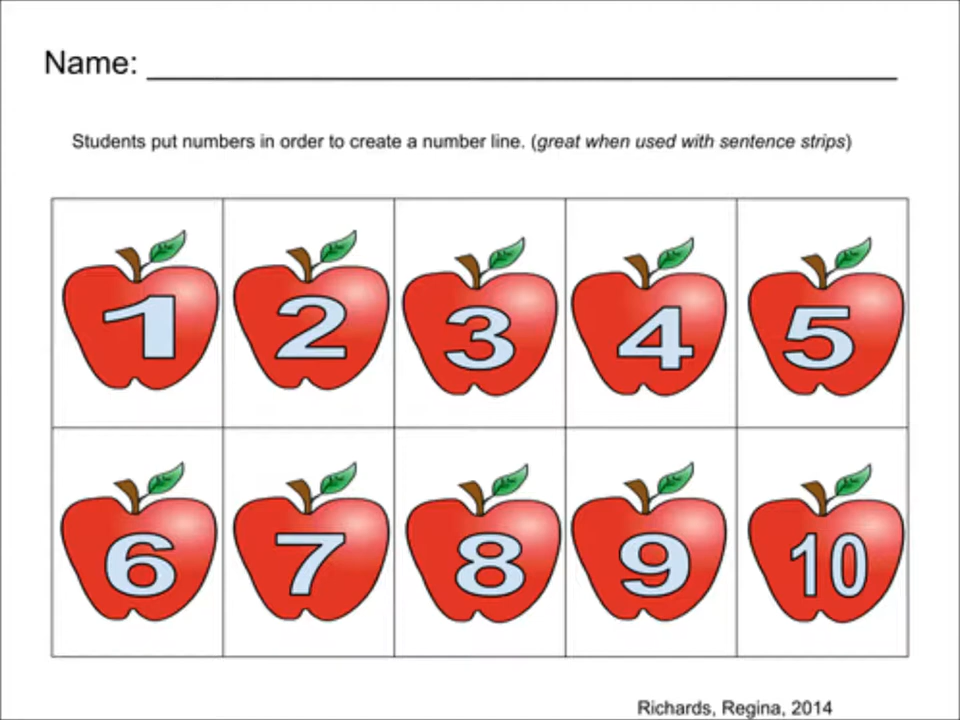 Name:
Students put numbers in order to create a number line. (great when used with sentence strips)
1 2 3 4 5
6 7 8 9 10
Richards, Regina, 2014